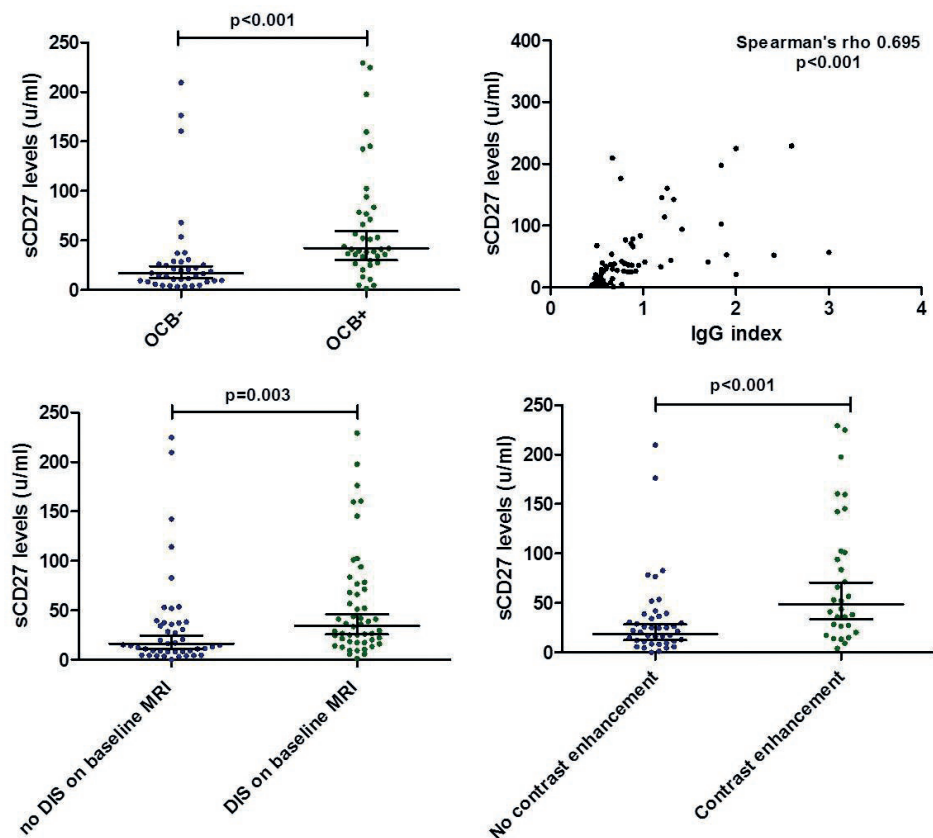 p<0.001
250
200
150
100
50
0
sCD27 levels (u/ml)
OCB-
OCB+
Spearman's rho 0.695
p<0.001
400
300
200
100
0
sCD27 levels (u/ml)
0
1
2
3
4
IgG index
p=0.003
250
200
150
100
50
0
sCD27 levels (u/ml)
no DIS on baseline MRI
DIS on baseline MRI
p<0.001
250
200
150
100
50
0
sCD27 levels (u/ml)
No contrast enhancement
Contrast enhancement